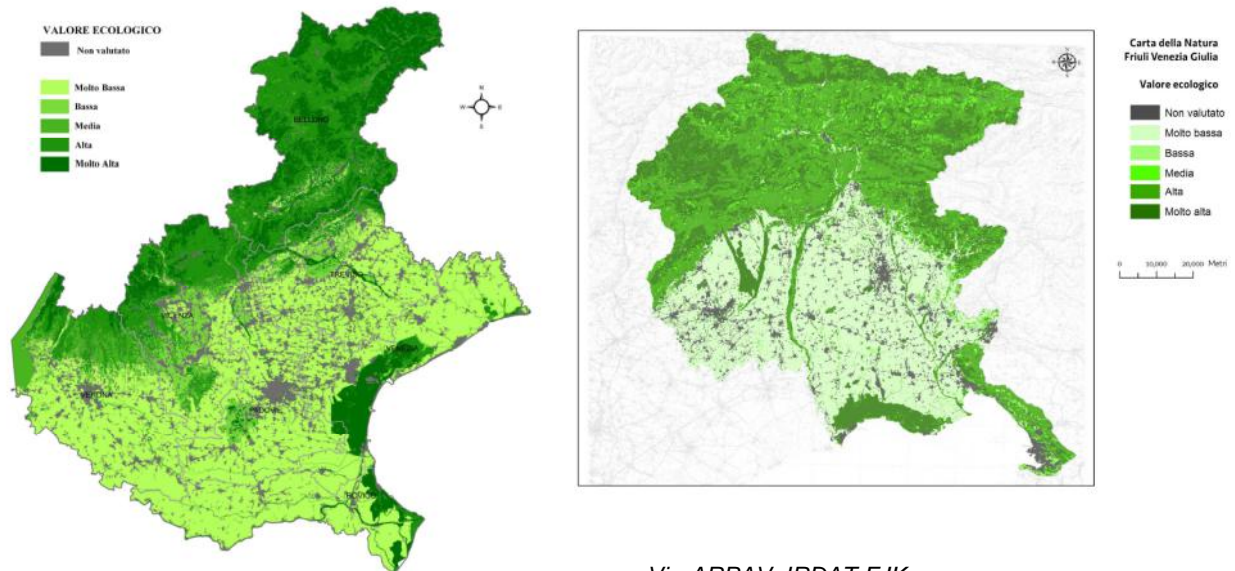 VALORE ECOLOGICO
Non valutato
Molto Bassa
Bassa
Media
Alta
Molto Alta
N
W E
S
BELLUNO
TREVISO
VICENZA
VERONA
PADOVA
ROVIGO
Carta della Natura
Friuli Venezia Giulia
Valore ecologico
Non valutato
Molto bassa
Bassa
Media
Alta
Molto alta
0 10,000 20,000 Metri